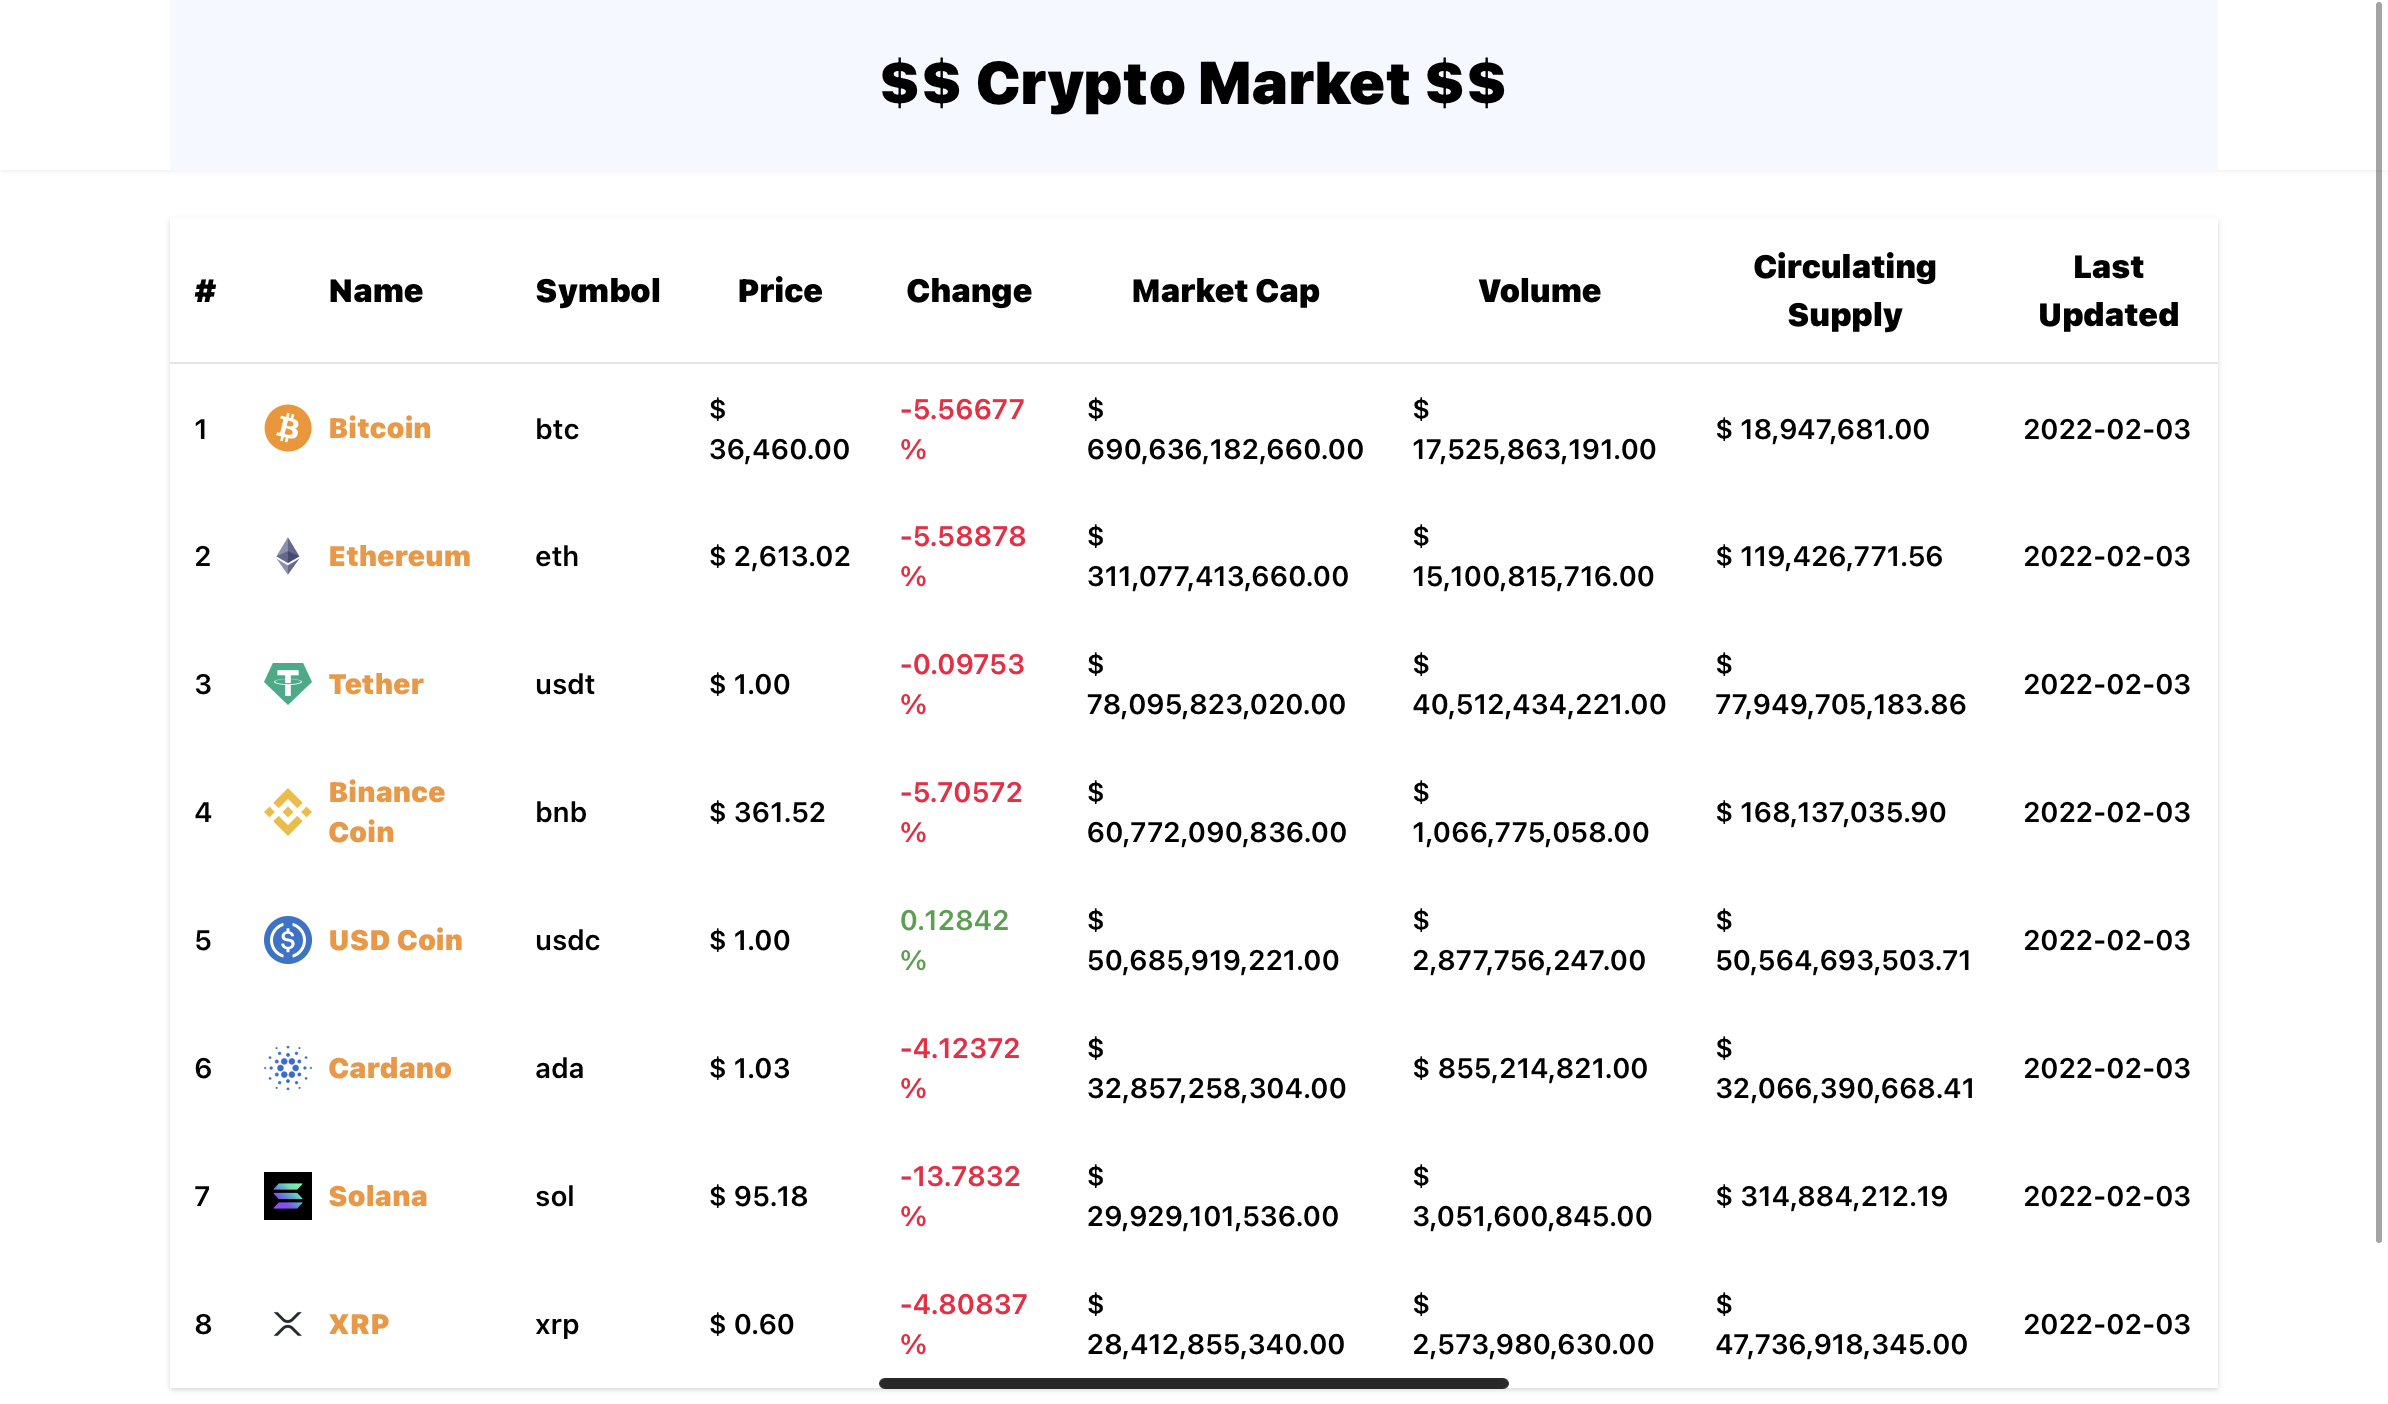 $$ Crypto Market $$
# Name Symbol Price Change Market Cap Volume Circulating Supply Last Updated
1 Bitcoin btc $ 36,460.00 -5.56677 % $ 690,636,182,660.00 $ 17,525,863,191.00 $ 18,947,681.00 2022-02-03
2 Ethereum eth $ 2,613.02 -5.58878 % $ 311,077,413,660.00 $ 15,100,815,716.00 $ 119,426,771.56 2022-02-03
3 Tether usdt $ 1.00 -0.09753 % $ 78,095,823,020.00 $ 40,512,434,221.00 $ 77,949,705,183.86 2022-02-03
4 Binance Coin bnb $ 361.52 -5.70572 % $ 60,772,090,836.00 $ 1,066,775,058.00 $ 168,137,035.90 2022-02-03
5 USD Coin usdc $ 1.00 0.12842 % $ 50,685,919,221.00 $ 2,877,756,247.00 $ 50,564,693,503.71 2022-02-03
6 Cardano ada $ 1.03 -4.12372 % $ 32,857,258,304.00 $ 855,214,821.00 $ 32,066,390,668.41 2022-02-03
7 Solana sol $ 95.18 -13.7832 % $ 29,929,101,536.00 $ 3,051,600,845.00 $ 314,884,212.19 2022-02-03
8 XRP xrp $ 0.60 -4.80837 % $ 28,412,855,340.00 $ 2,573,980,630.00 $ 47,736,918,345.00 2022-02-03